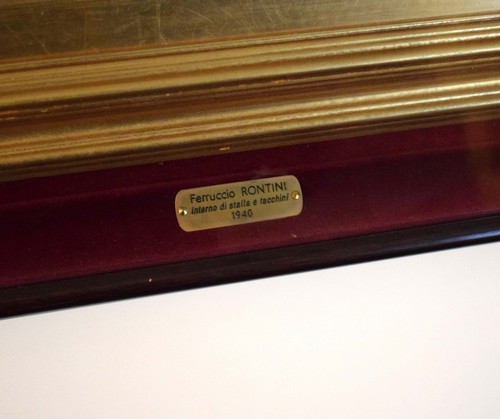 Ferruccio RONTINI
interno di stalla e tacchini
1940